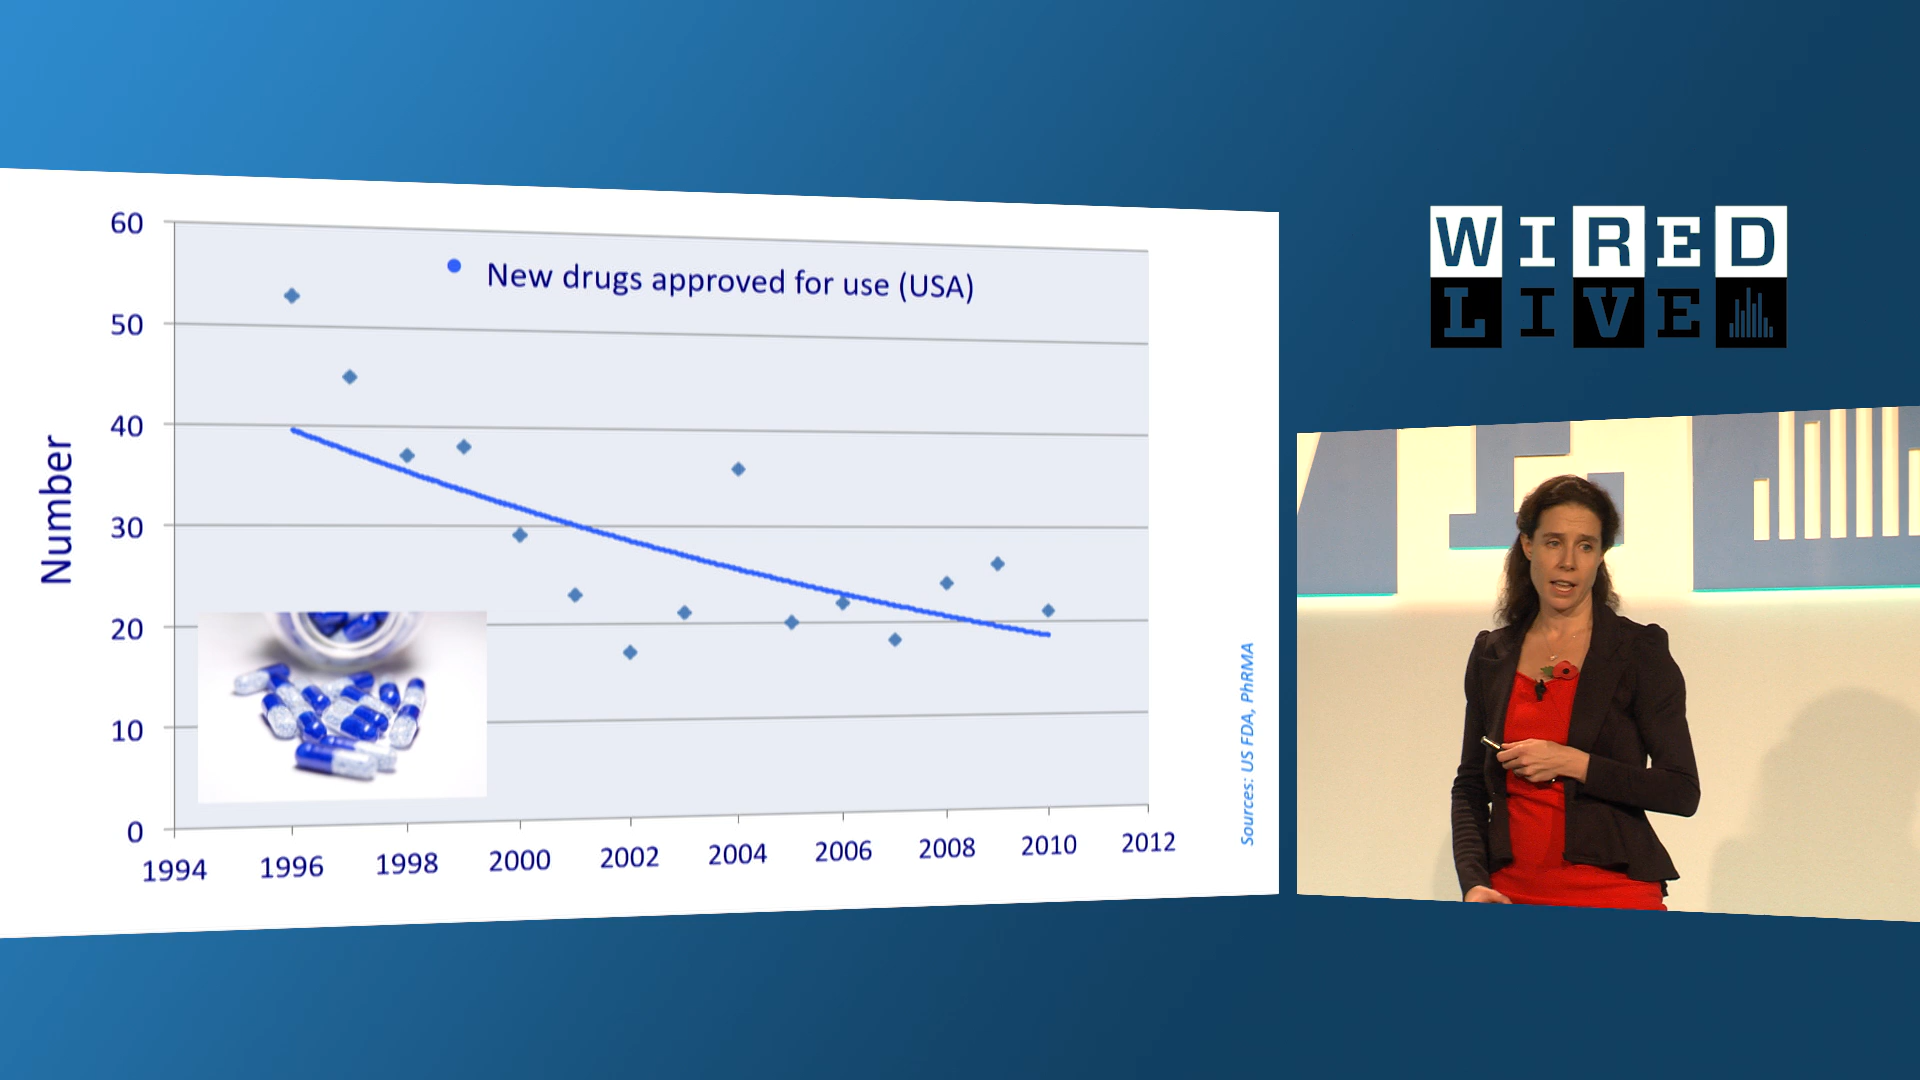 60
New drugs approved for use (USA)
50
40
Number
30
20
10
0
1994 1996 1998 2000 2002 2004 2006 2008 2010 2012
Sources: US FDA, PhRMA
WIRED
LIVE